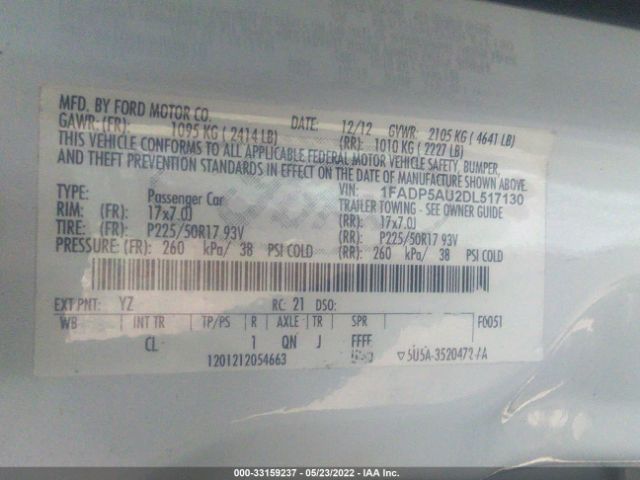 MFD. BY FORD MOTOR CO.
DATE: 12/12 GVWR: 2105 KG ( 4641 LB)
GAWR: (FR): 1095 KG ( 2414 LB) (RR): 1010 KG ( 2227 LB)
THIS VEHICLE CONFORMS TO ALL APPLICABLE FEDERAL MOTOR VEHICLE SAFETY, BUMPER,
AND THEFT PREVENTION STANDARDS IN EFFECT ON THE DATE OF MANUFACTURE SHOWN ABOVE.
VIN: 1FADP5AU2DL517130
TYPE: Passenger Car TRAILER TOWING - SEE OWNER GUIDE
RIM: (FR): 17x7.0J (RR): 17x7.0J
TIRE: (FR): P225/50R17 93V (RR): P225/50R17 93V
PRESSURE: (FR): 260 kPa/ 38 PSI COLD (RR): 260 kPa/ 38 PSI COLD
EXT PNT: YZ RC: 21 DSO:
WB INT TR TP/PS R AXLE TR SPR F0051
CL 1 QN J FFFF
1201212054663
000-33159237 - 05/23/2022 - IAA Inc.